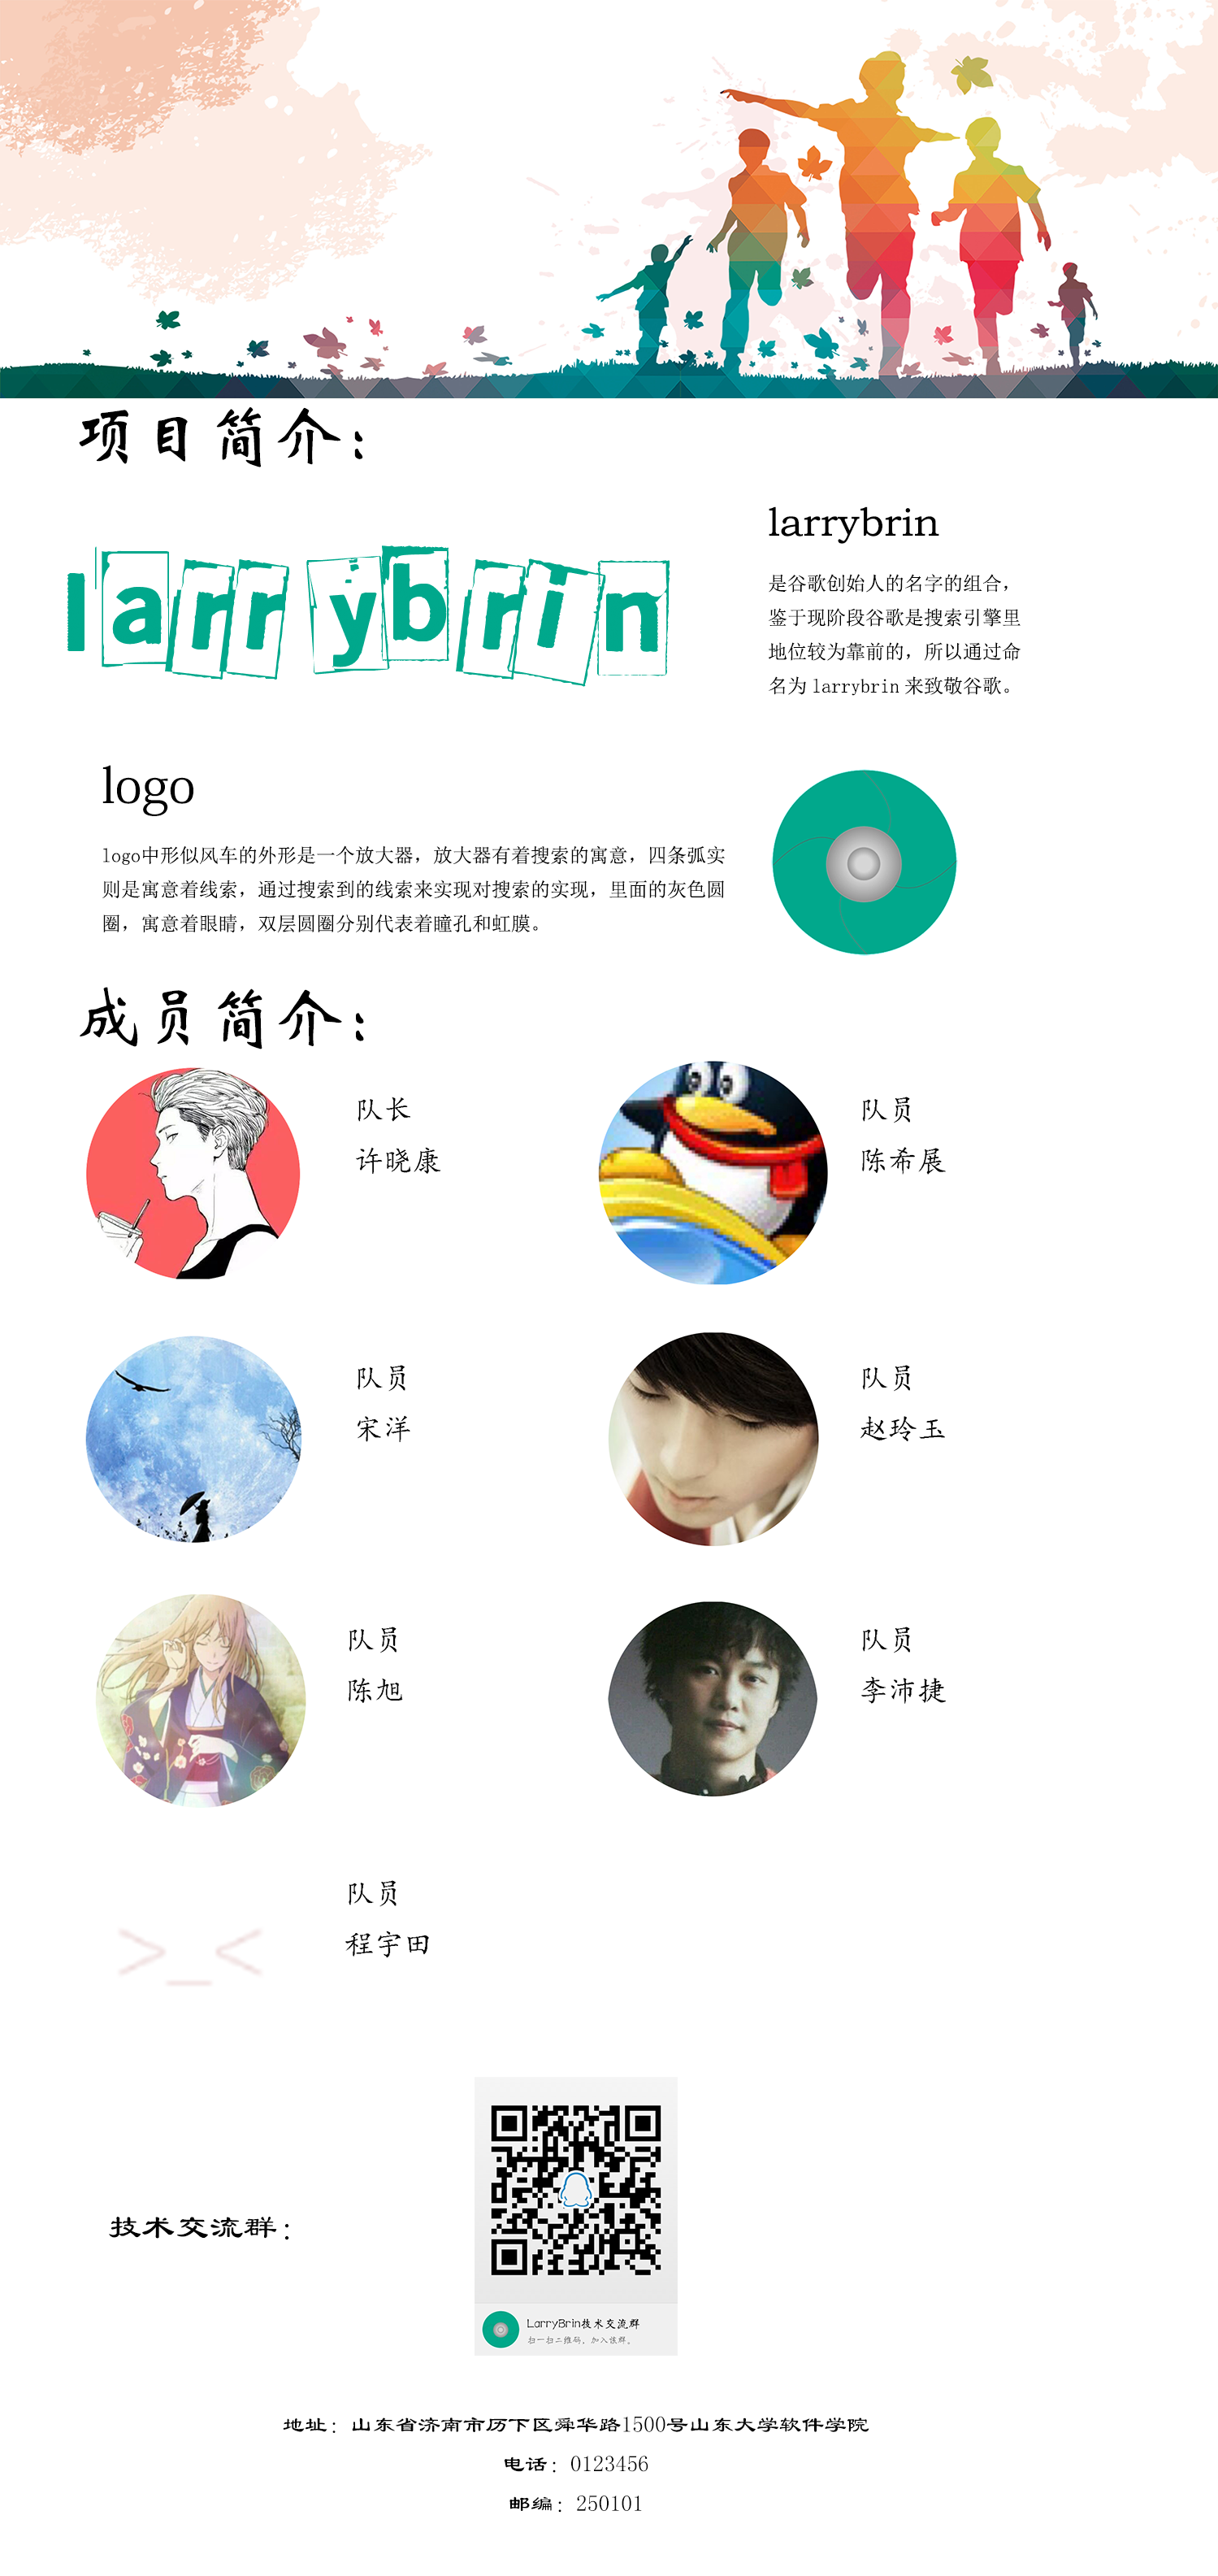 项目简介：
larrybrin
larrybrin
是谷歌创始人的名字的组合，
鉴于现阶段谷歌是搜索引擎里
地位较为靠前的，所以通过命
名为 larrybrin 来致敬谷歌。
logo
logo中形似风车的外形是一个放大器，放大器有着搜索的寓意，四条弧实
则是寓意着线索，通过搜索到的线索来实现对搜索的实现，里面的灰色圆
圈，寓意着眼睛，双层圆圈分别代表着瞳孔和虹膜。
成员简介：
队长
许晓康
队员
陈希展
队员
宋洋
队员
赵玲玉
队员
陈旭
队员
李沛捷
>_<
队员
程宇田
技术交流群：
LarryBrin技术交流群
扫一扫二维码，加入该群。
地址：山东省济南市历下区舜华路1500号山东大学软件学院
电话：0123456
邮编：250101